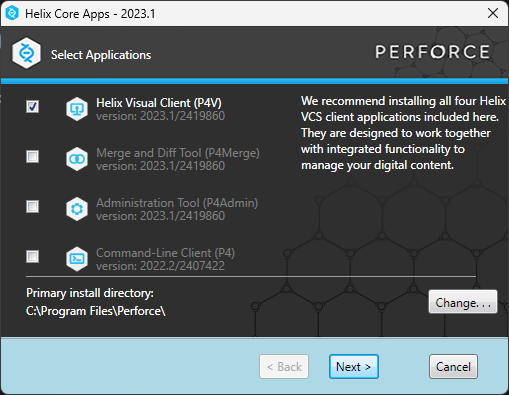 Helix Core Apps - 2023.1
Select Applications
PERFORCE
Helix Visual Client (P4V)
version: 2023.1/2419860
Merge and Diff Tool (P4Merge)
version: 2023.1/2419860
Administration Tool (P4Admin)
version: 2023.1/2419860
Command-Line Client (P4)
version: 2022.2/2407422
We recommend installing all four Helix
VCS client applications included here.
They are designed to work together
with integrated functionality to
manage your digital content.
Primary install directory:
C:\Program Files\Perforce\
Change. . .
< Back
Next >
Cancel